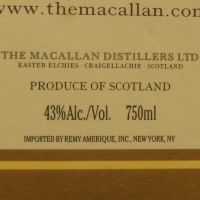 www.themacallan.com
THE MACALLAN DISTILLERS LTD
EASTER ELCHIES · CRAIGELLACHIE · SCOTLAND
PRODUCE OF SCOTLAND
43%Alc./Vol. 750ml
IMPORTED BY REMY AMERIQUE, INC., NEW YORK, NY